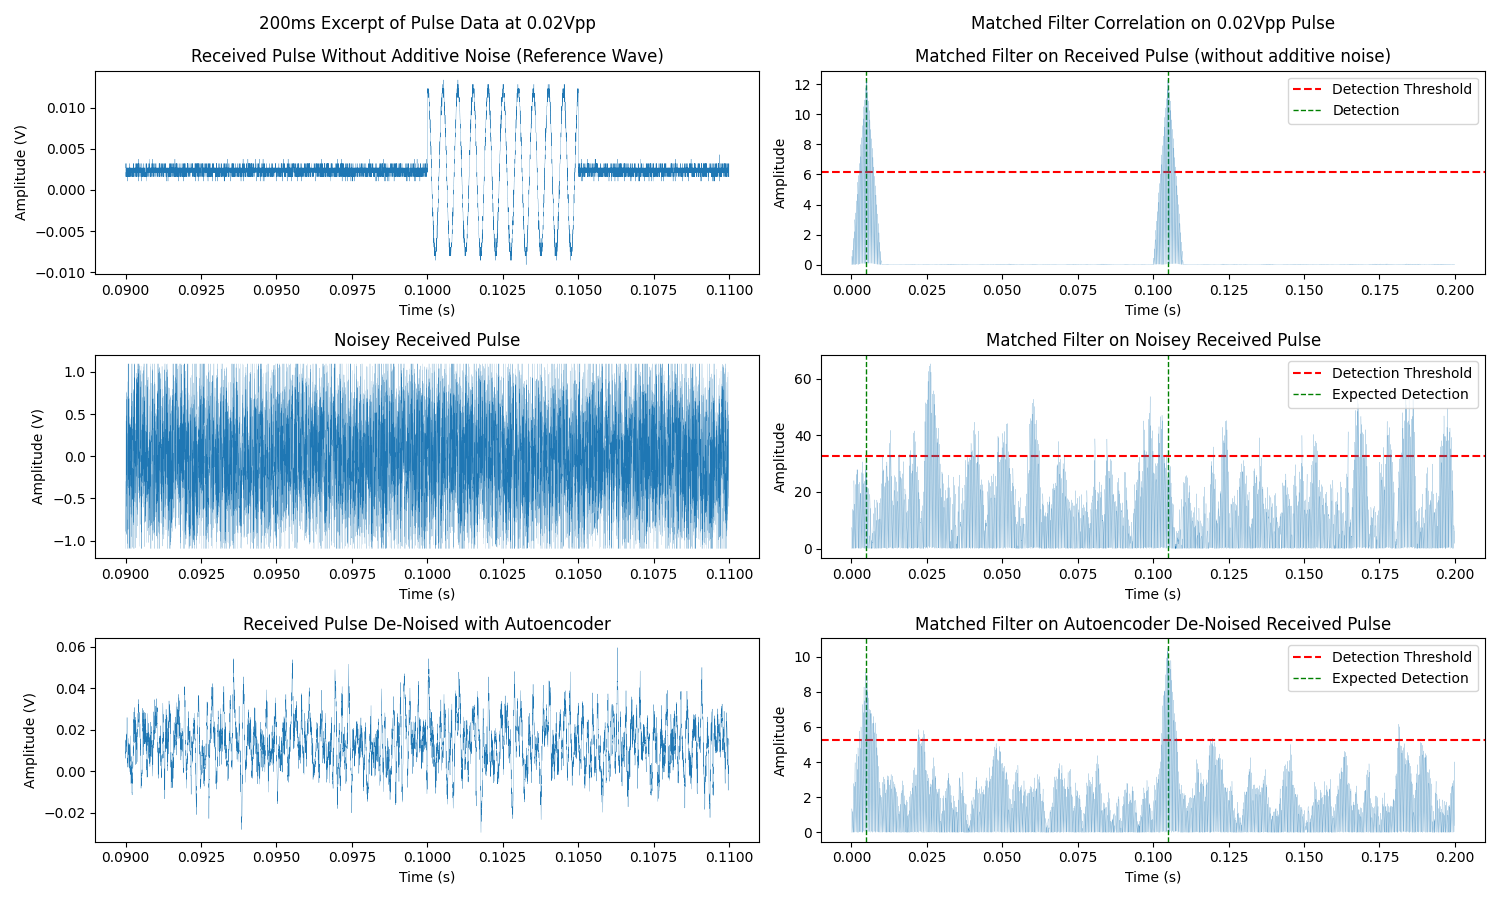 200ms Excerpt of Pulse Data at 0.02Vpp
Received Pulse Without Additive Noise (Reference Wave)
Amplitude (V)
0.010
0.005
0.000
−0.005
−0.010
0.0900 0.0925 0.0950 0.0975 0.1000 0.1025 0.1050 0.1075 0.1100
Time (s)
Matched Filter Correlation on 0.02Vpp Pulse
Matched Filter on Received Pulse (without additive noise)
Amplitude
12
10
8
6
4
2
0
Detection Threshold
Detection
0.000 0.025 0.050 0.075 0.100 0.125 0.150 0.175 0.200
Time (s)
Noisey Received Pulse
Amplitude (V)
1.0
0.5
0.0
−0.5
−1.0
0.0900 0.0925 0.0950 0.0975 0.1000 0.1025 0.1050 0.1075 0.1100
Time (s)
Matched Filter on Noisey Received Pulse
Amplitude
60
40
20
0
Detection Threshold
Expected Detection
0.000 0.025 0.050 0.075 0.100 0.125 0.150 0.175 0.200
Time (s)
Received Pulse De-Noised with Autoencoder
Amplitude (V)
0.06
0.04
0.02
0.00
−0.02
0.0900 0.0925 0.0950 0.0975 0.1000 0.1025 0.1050 0.1075 0.1100
Time (s)
Matched Filter on Autoencoder De-Noised Received Pulse
Amplitude
10
8
6
4
2
0
Detection Threshold
Expected Detection
0.000 0.025 0.050 0.075 0.100 0.125 0.150 0.175 0.200
Time (s)